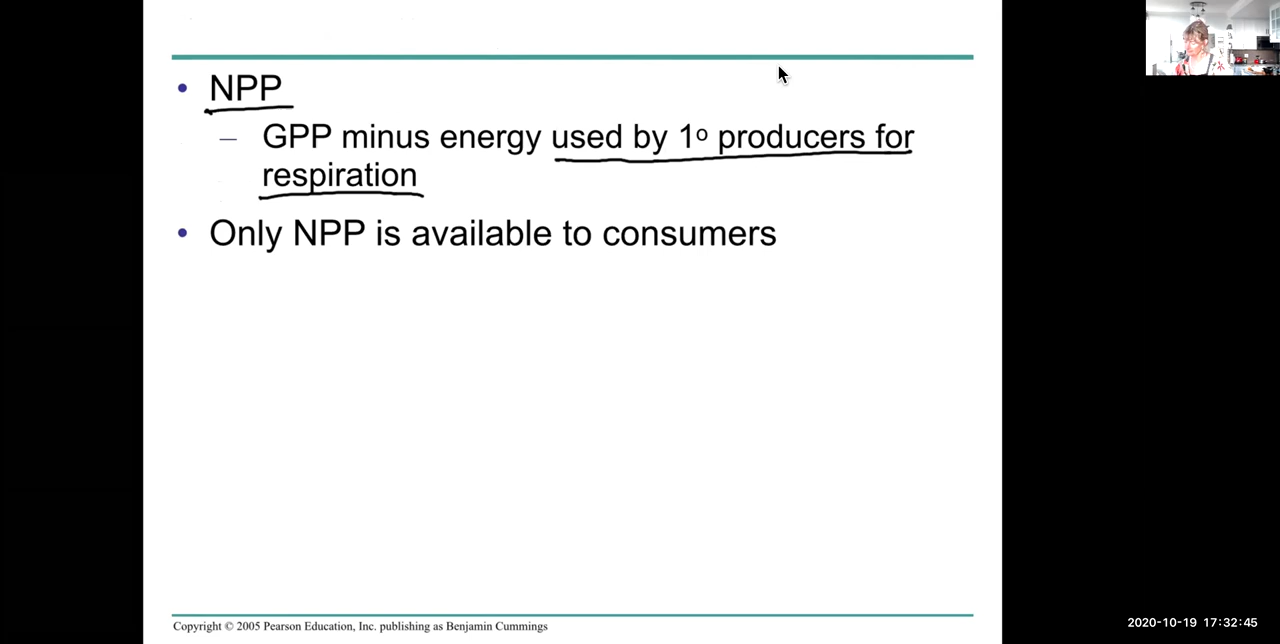 • NPP
– GPP minus energy used by 1º producers for
respiration
• Only NPP is available to consumers
Copyright © 2005 Pearson Education, Inc. publishing as Benjamin Cummings
2020-10-19 17:32:45